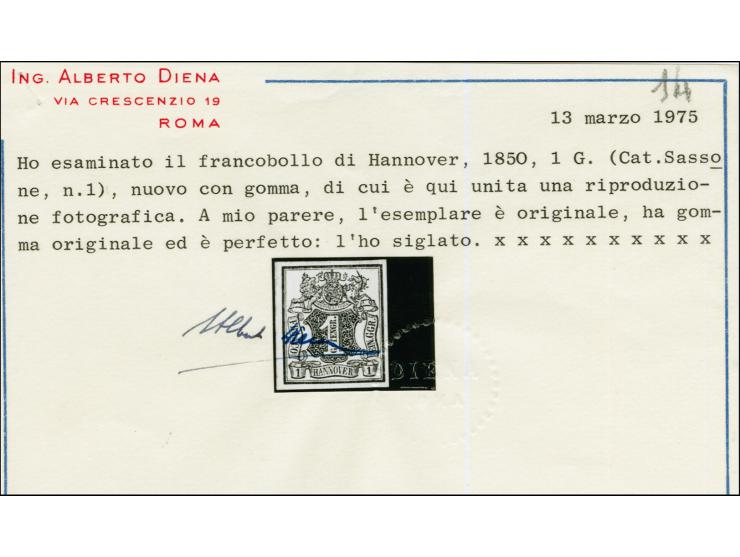 ING. ALBERTO DIENA
VIA CRESCENZIO 19
ROMA
13 marzo 1975
Ho esaminato il francobollo di Hannover, 1850, 1 G. (Cat.Sasso
ne, n.1), nuovo con gomma, di cui è qui unita una riproduzio-
ne fotografica. A mio parere, l'esemplare è originale, ha gom-
ma originale ed è perfetto: l'ho siglato. x x x x x x x x x x x
1 HANNOVER 1
DIENA